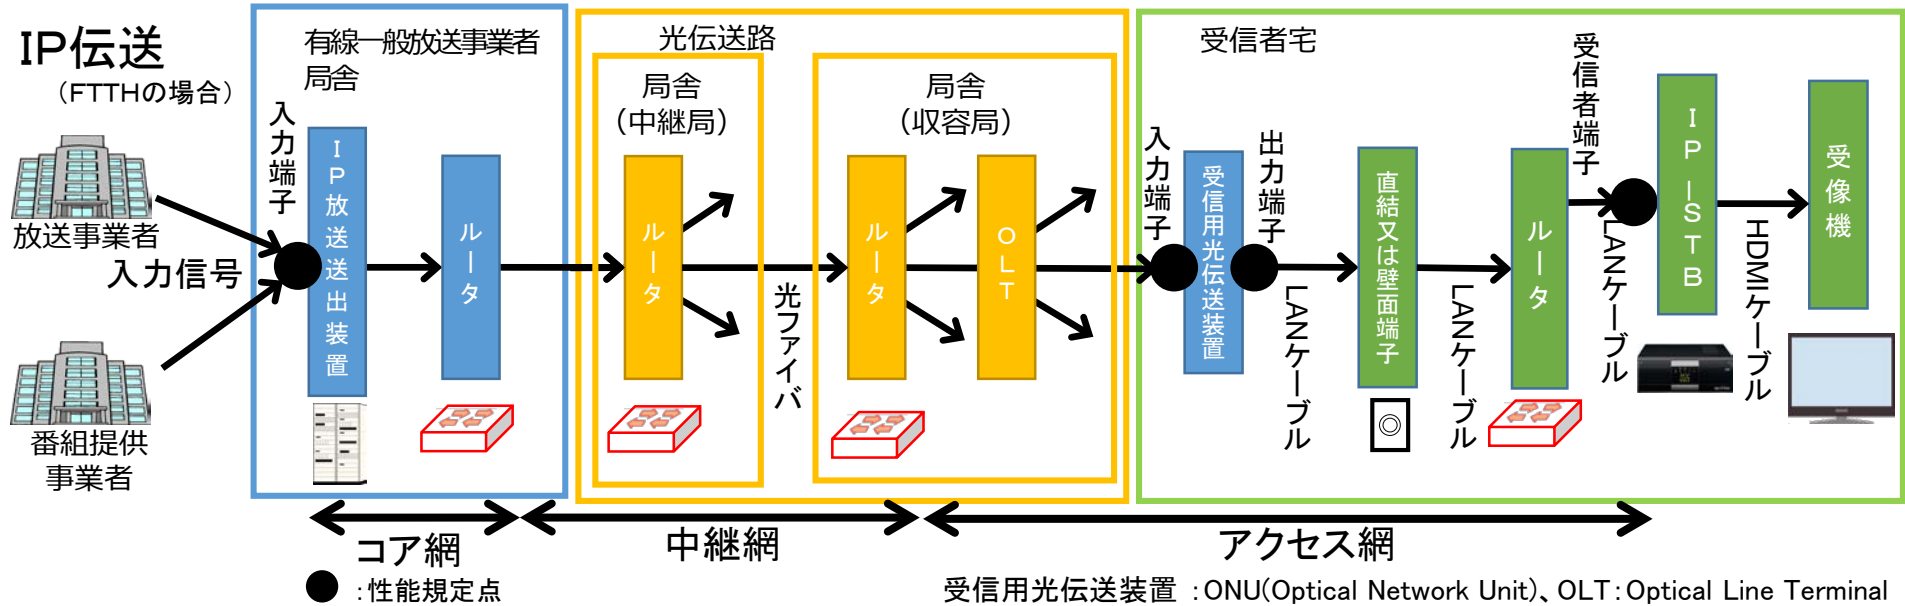 IP伝送
（FTTHの場合）
放送事業者
入力信号
番組提供
事業者
有線一般放送事業者
局舎
入力端子
IP放送送出装置
ルータ
光伝送路
局舎
（中継局）
ルータ
光ファイバ
局舎
（収容局）
ルータ
OLT
受信者宅
入力端子
受信用光伝送装置
出力端子
LANケーブル
直結又は壁面端子
LANケーブル
ルータ
受信者端子
LANケーブル
IP－STB
HDMIケーブル
受像機
コア網
中継網
アクセス網
●：性能規定点
受信用光伝送装置 ：ONU(Optical Network Unit)、OLT：Optical Line Terminal